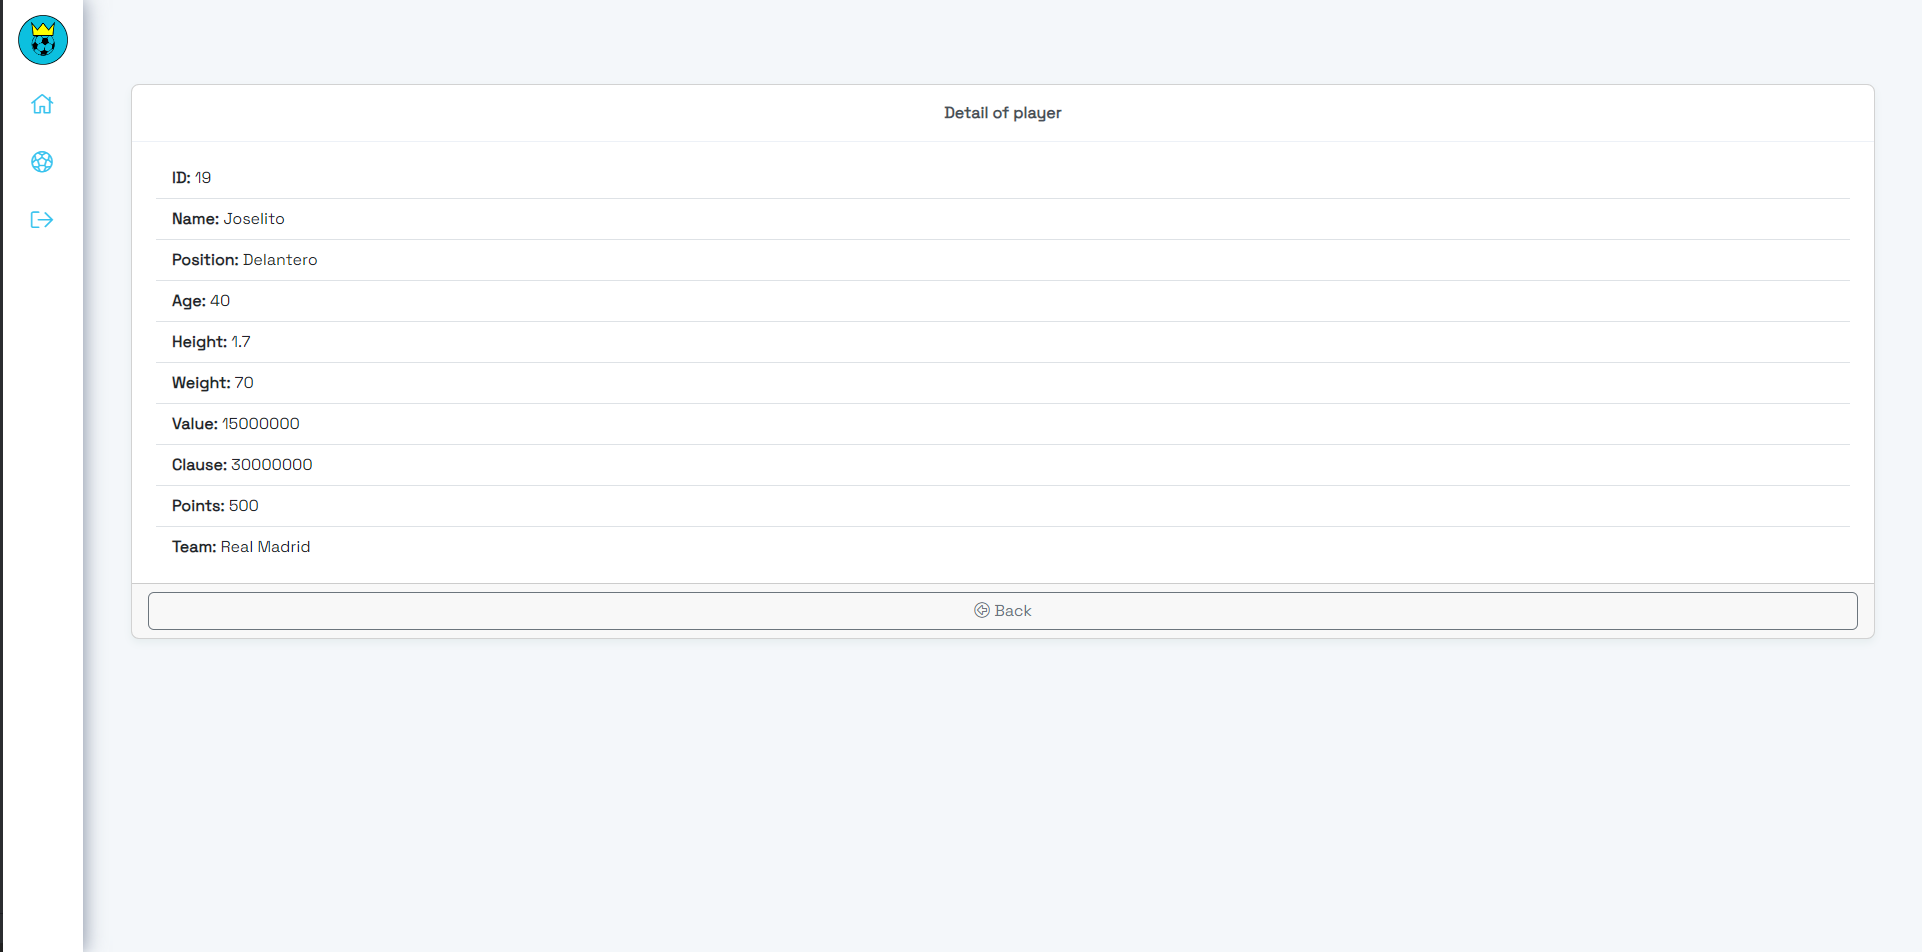 Detail of player
ID: 19
Name: Joselito
Position: Delantero
Age: 40
Height: 1.7
Weight: 70
Value: 15000000
Clause: 30000000
Points: 500
Team: Real Madrid
Back